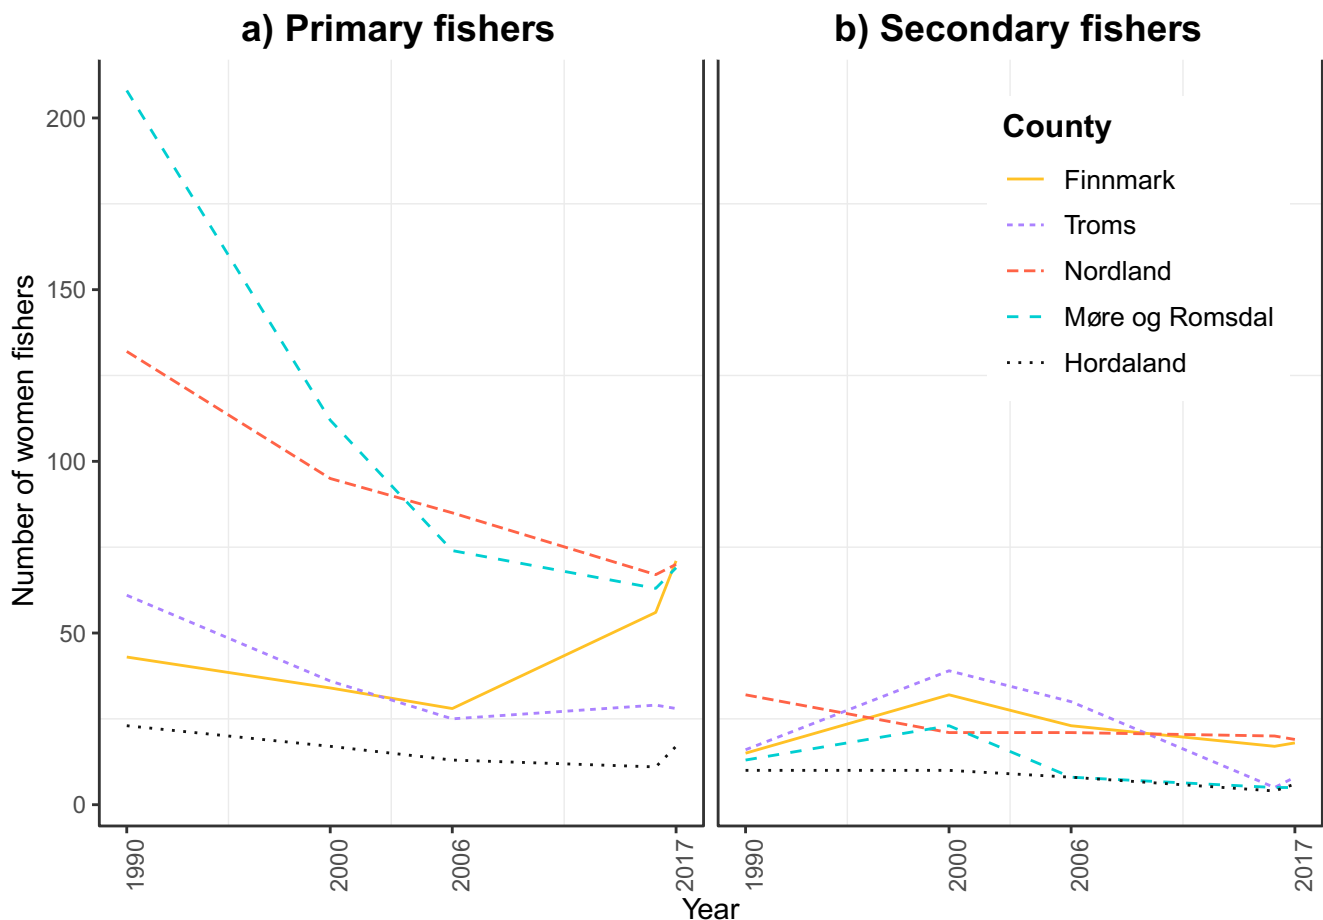 a) Primary fishers
b) Secondary fishers
Number of women fishers
200
150
100
50
0
County
Finnmark
Troms
Nordland
Møre og Romsdal
Hordaland
1990
2000
2006
2017
1990
2000
2006
2017
Year